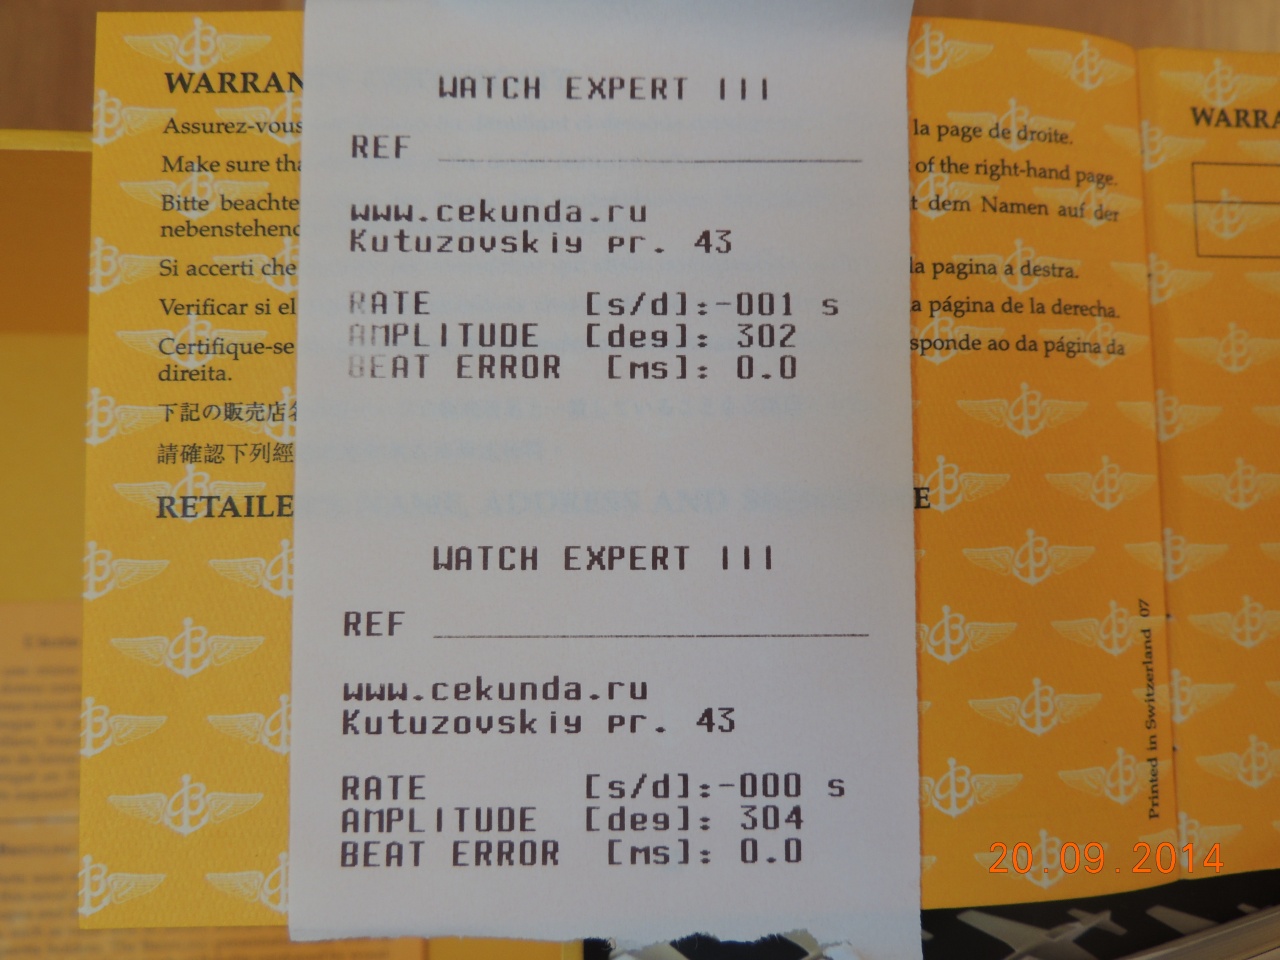 WARRAN
Assurez-vous
Make sure tha
Bitte beachte
nebenstehend
Si accerti che
Verificar si el
Certifique-se
direita.
下記の販売店名
請確認下列經
RETAILE
WATCH EXPERT III
REF
www.cekunda.ru
Kutuzovskiy pr. 43
RATE [s/d]:-001 s
AMPLITUDE [deg]: 302
BEAT ERROR [ms]: 0.0
WATCH EXPERT III
REF
www.cekunda.ru
Kutuzovskiy pr. 43
RATE [s/d]:-000 s
AMPLITUDE [deg]: 304
BEAT ERROR [ms]: 0.0
la page de droite.
of the right-hand page.
t dem Namen auf der
la pagina a destra.
a página de la derecha.
sponde ao da página da
E
Printed in Switzerland 07
WARRA
20.09.2014